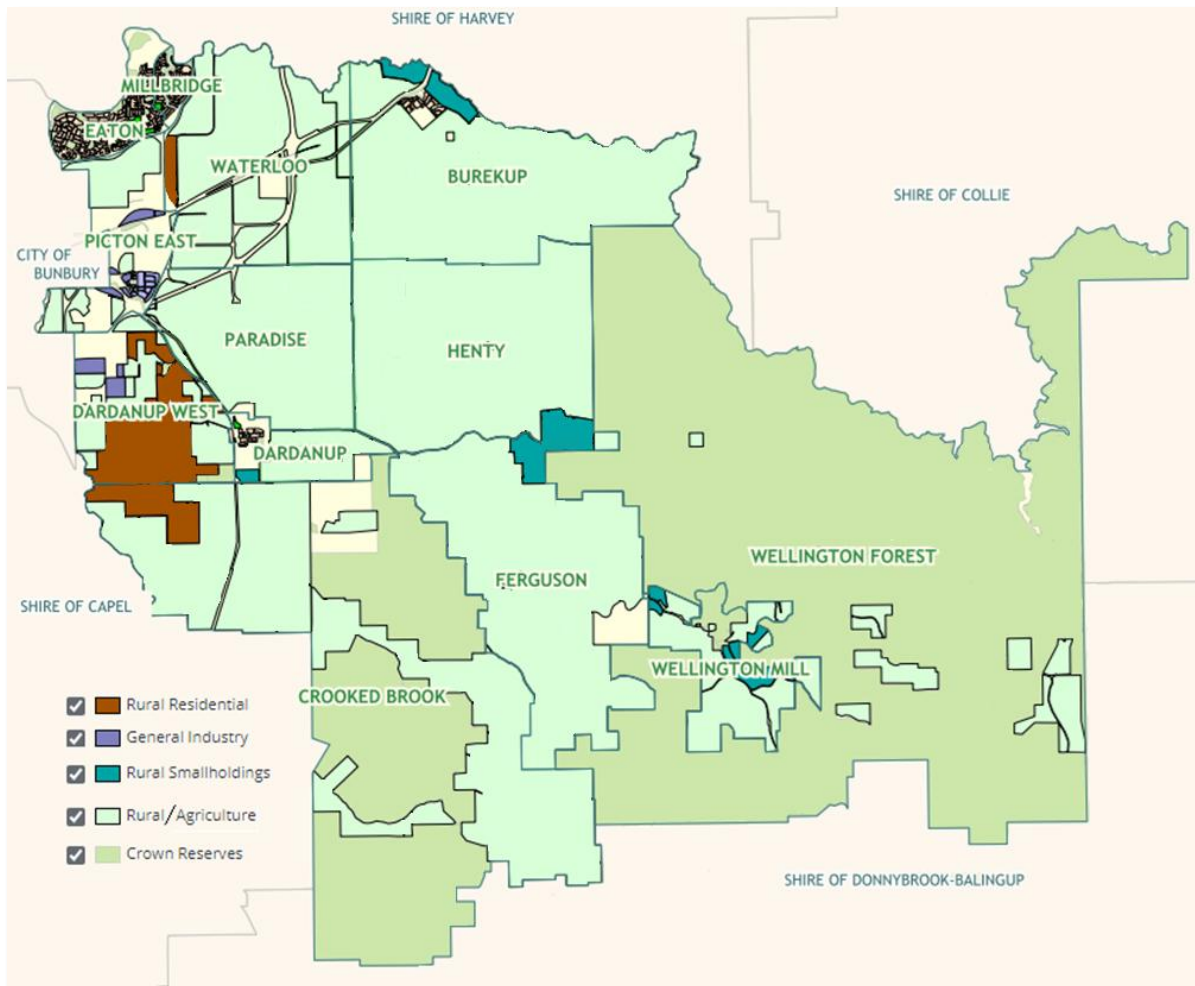 SHIRE OF HARVEY
MILLBRIDGE
EATON
WATERLOO
BUREKUP
SHIRE OF COLLIE
PICTON EAST
CITY OF
BUNBURY
PARADISE
HENTY
DARDANUP WEST
DARDANUP
WELLINGTON FOREST
FERGUSON
SHIRE OF CAPEL
WELLINGTON MILL
CROOKED BROOK
Rural Residential
General Industry
Rural Smallholdings
Rural/Agriculture
Crown Reserves
SHIRE OF DONNYBROOK-BALINGUP